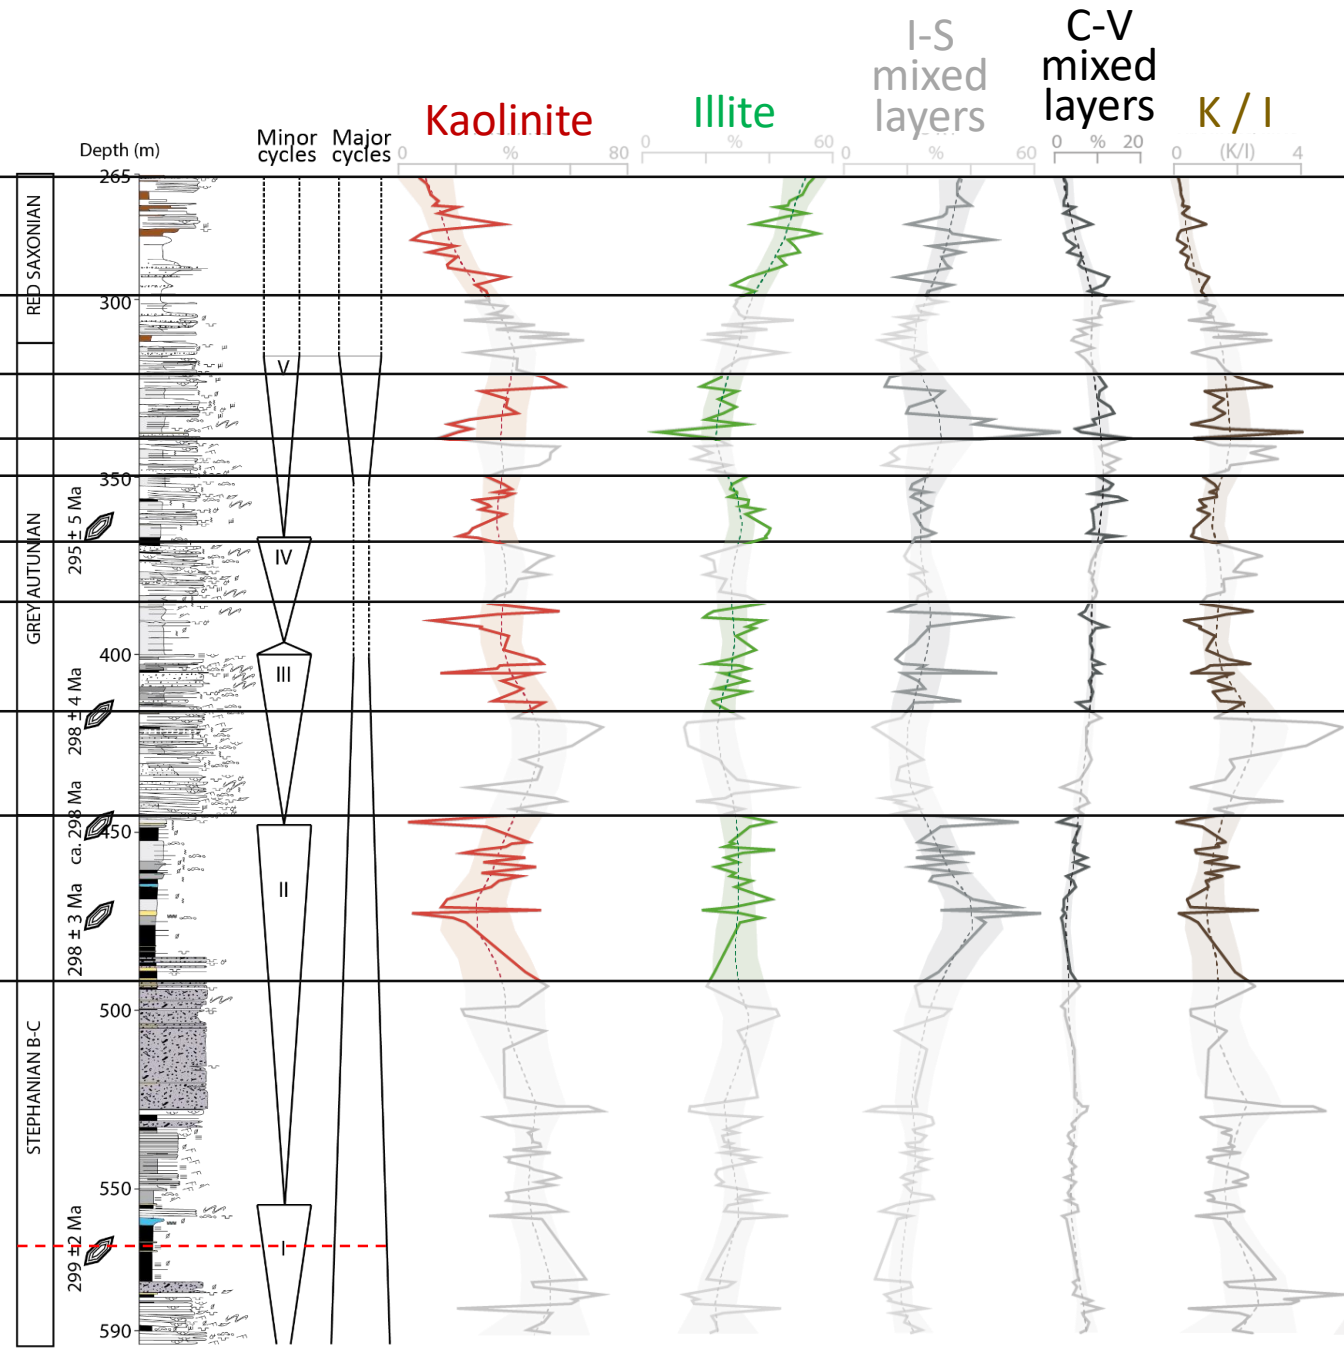 I-S
mixed
layers
C-V
mixed
layers
Kaolinite
Illite
K / I
Depth (m)
Minor
cycles
Major
cycles
0 % 80
0 % 60
0 % 60
0 % 20
0 (K/I) 4
265
300
350
400
450
500
550
590
RED SAXONIAN
GREY AUTUNIAN
STEPHANIAN B-C
295 ± 5 Ma
298 ± 4 Ma
ca. 298 Ma
298 ± 3 Ma
299 ±2 Ma
V
IV
III
II
I